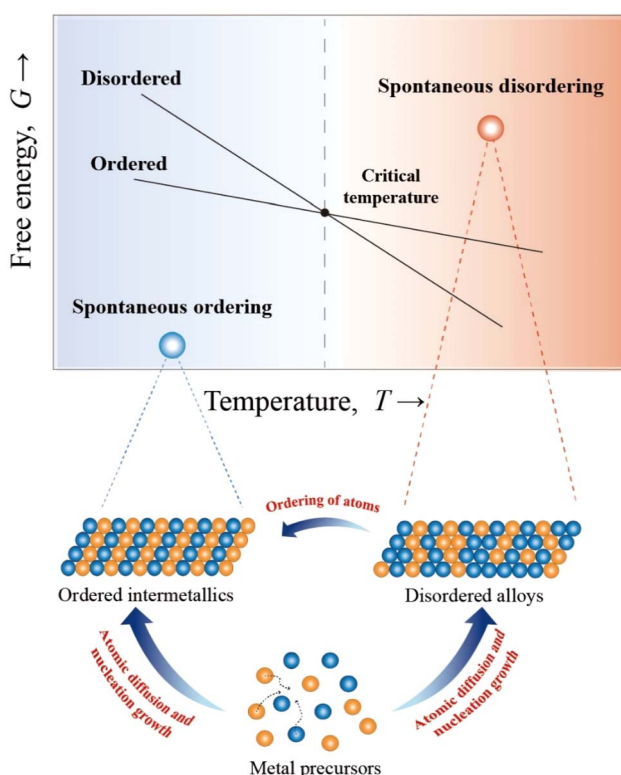 Free energy, G →
Disordered
Ordered
Spontaneous disordering
Critical
temperature
Spontaneous ordering
Temperature, T →
Ordering of atoms
Ordered intermetallics
Disordered alloys
Atomic diffusion and
nucleation growth
Atomic diffusion and
nucleation growth
Metal precursors